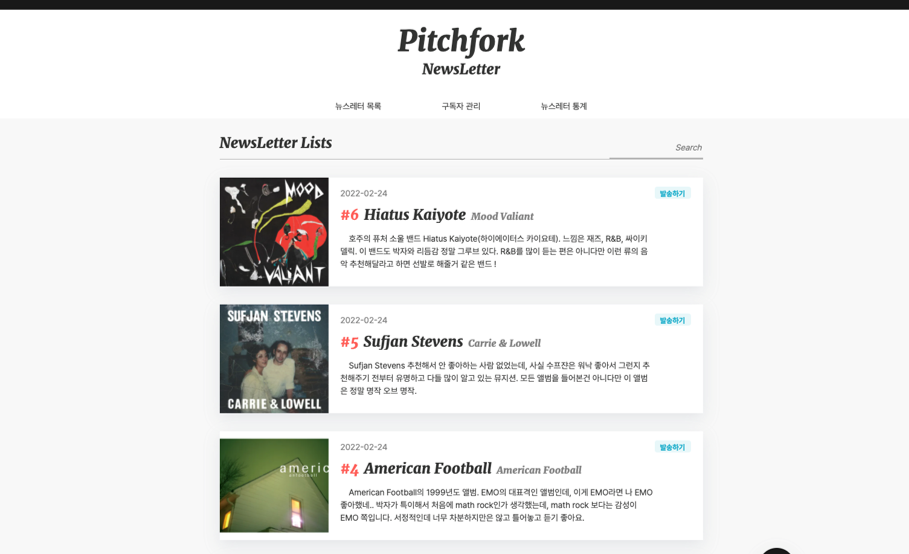 Pitchfork
NewsLetter
뉴스레터 목록 구독자 관리 뉴스레터 통계
NewsLetter Lists
Search
MOOD
VALIANT
2022-02-24
발송하기
#6 Hiatus Kaiyote Mood Valiant
호주의 퓨처 소울 밴드 Hiatus Kaiyote(하이에이터스 카이요테). 느낌은 재즈, R&B, 싸이키
델릭. 이 밴드도 박자와 리듬감 정말 그루브 있다. R&B를 많이 듣는 편은 아니다만 이런 류의 음
악 추천해달라고 하면 선발로 해줄거 같은 밴드 !
SUFJAN STEVENS
CARRIE & LOWELL
2022-02-24
발송하기
#5 Sufjan Stevens Carrie & Lowell
Sufjan Stevens 추천해서 안 좋아하는 사람 없었는데, 사실 수프쟌은 워낙 좋아서 그런지 추
천해주기 전부터 유명하고 다들 많이 알고 있는 뮤지션. 모든 앨범을 들어본건 아니다만 이 앨범
은 정말 명작 오브 명작.
americ
football
2022-02-24
발송하기
#4 American Football American Football
American Football의 1999년도 앨범. EMO의 대표격인 앨범인데, 이게 EMO라면 나 EMO
좋아했네.. 박자가 특이해서 처음에 math rock인가 생각했는데, math rock 보다는 감성이
EMO 쪽입니다. 서정적인데 너무 차분하지만은 않고 틀어놓고 듣기 좋아요.